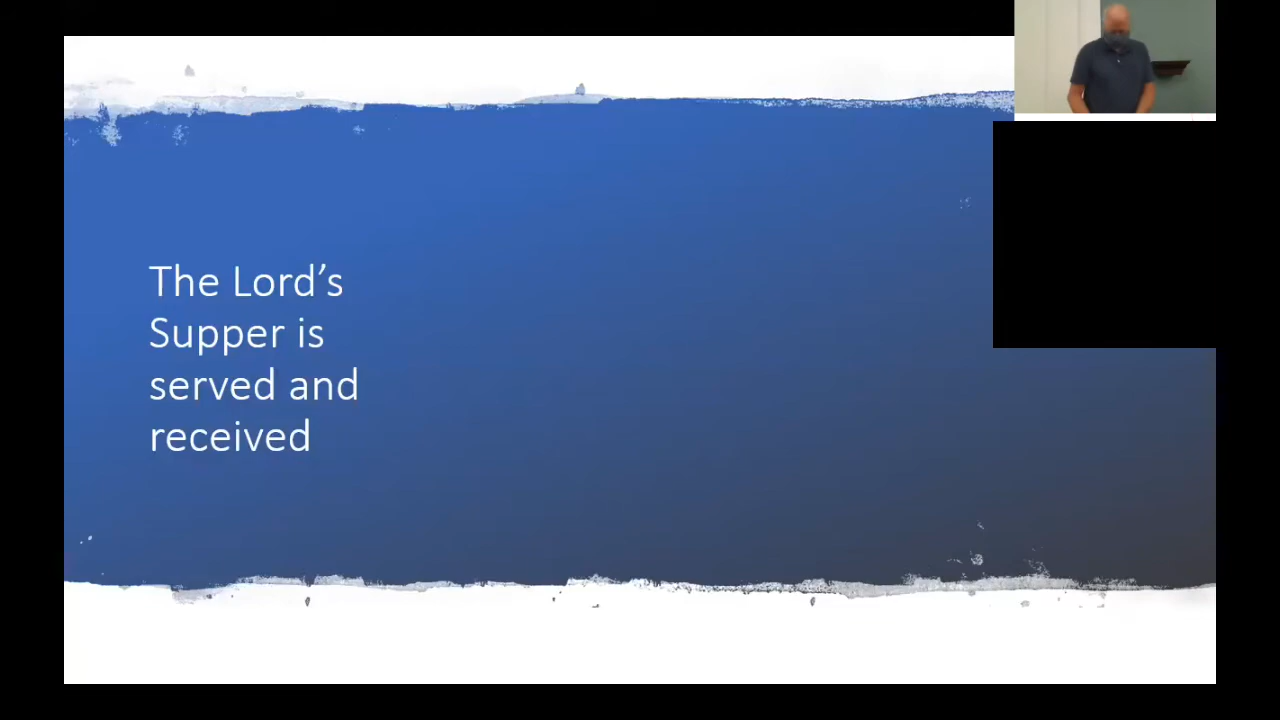 The Lord’s
Supper is
served and
received